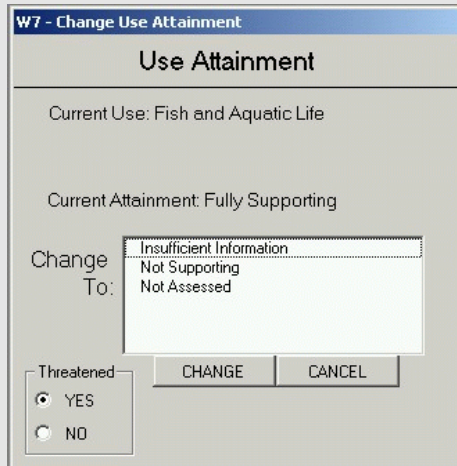 W7 - Change Use Attainment
Use Attainment
Current Use: Fish and Aquatic Life
Current Attainment: Fully Supporting
Change To:
Insufficient Information
Not Supporting
Not Assessed
CHANGE CANCEL
Threatened
YES
NO